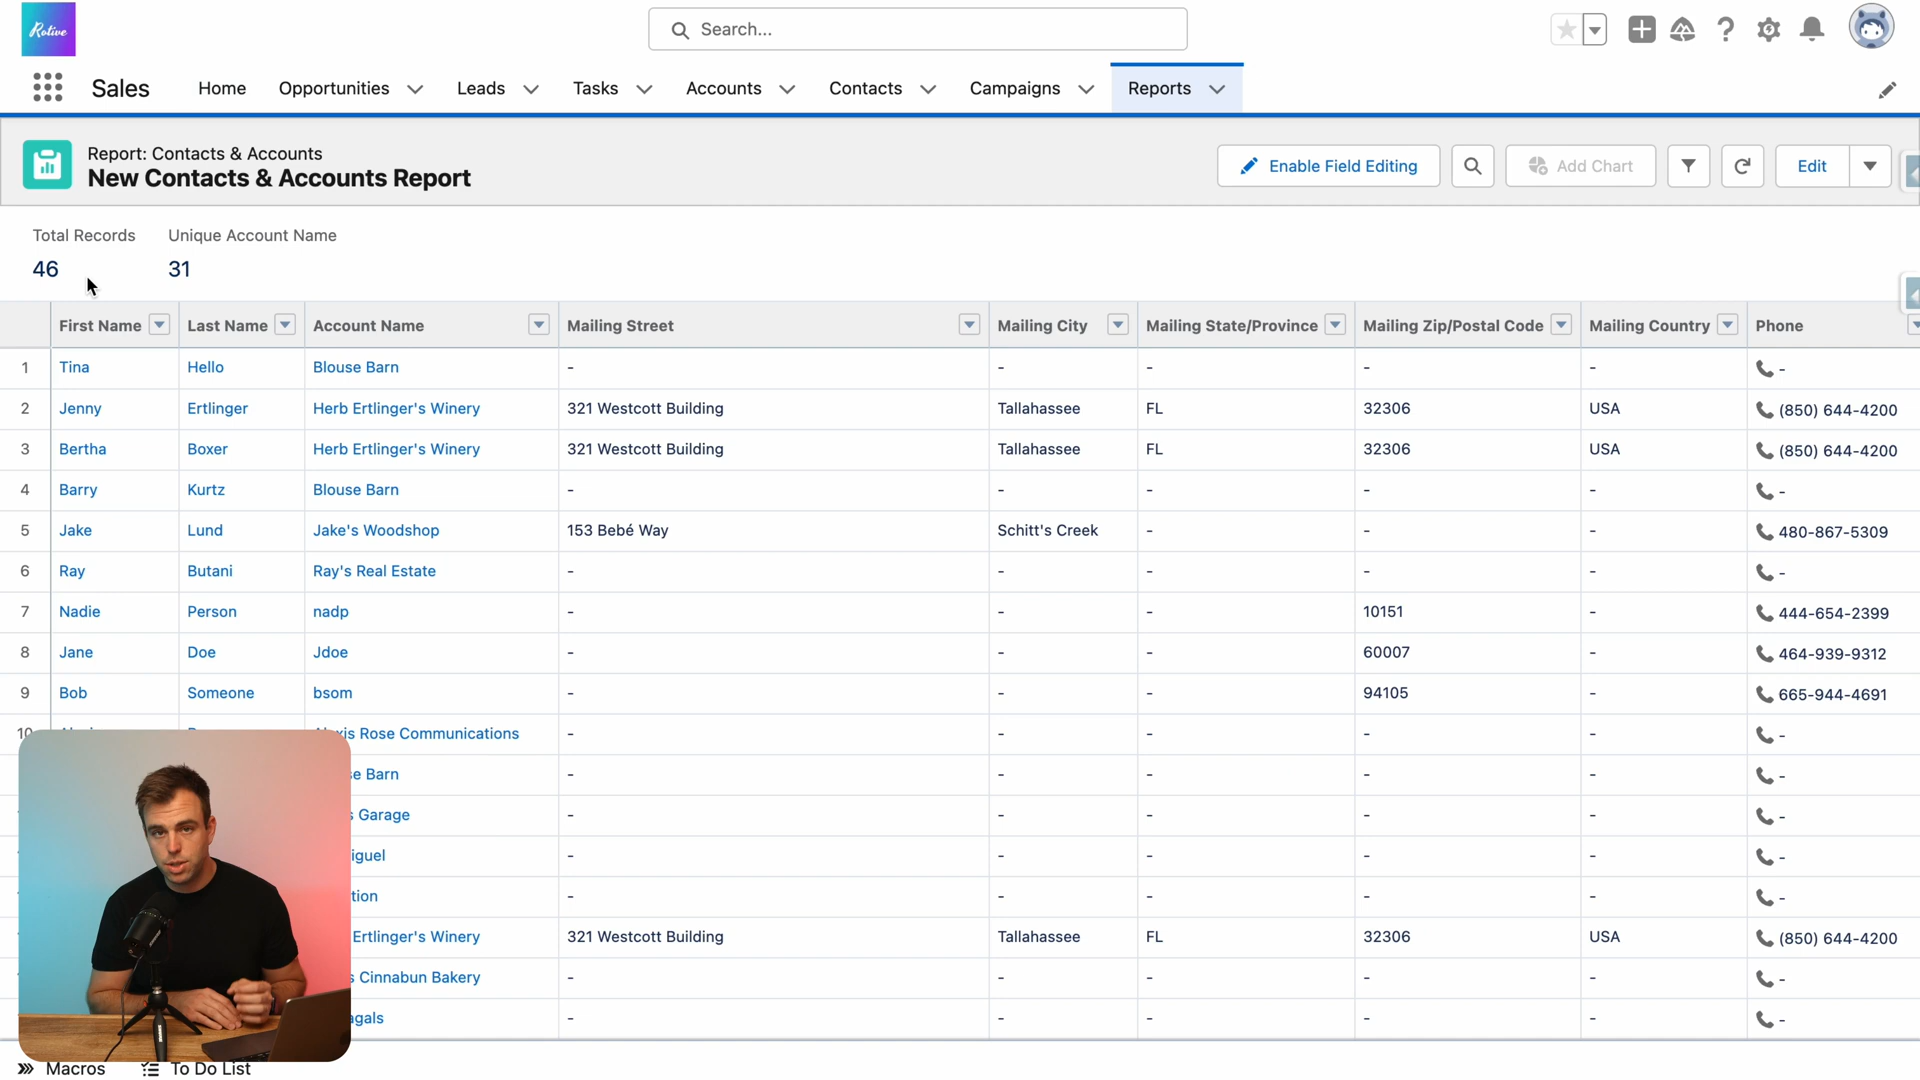 Rotive
Search...
Sales Home Opportunities Leads Tasks Accounts Contacts Campaigns Reports
Report: Contacts & Accounts
New Contacts & Accounts Report
Enable Field Editing Add Chart Edit
Total Records Unique Account Name
46 31
First Name Last Name Account Name Mailing Street Mailing City Mailing State/Province Mailing Zip/Postal Code Mailing Country Phone
1 Tina Hello Blouse Barn - - - - - -
2 Jenny Ertlinger Herb Ertlinger's Winery 321 Westcott Building Tallahassee FL 32306 USA (850) 644-4200
3 Bertha Boxer Herb Ertlinger's Winery 321 Westcott Building Tallahassee FL 32306 USA (850) 644-4200
4 Barry Kurtz Blouse Barn - - - - - -
5 Jake Lund Jake's Woodshop 153 Bebé Way Schitt's Creek - - - 480-867-5309
6 Ray Butani Ray's Real Estate - - - - - -
7 Nadie Person nadp - - - 10151 - 444-654-2399
8 Jane Doe Jdoe - - - 60007 - 464-939-9312
9 Bob Someone bsom - - - 94105 - 665-944-4691
10 Rose Communications - - - - - -
Barn - - - - - -
Garage - - - - - -
- - - - - -
- - - - - -
Ertlinger's Winery 321 Westcott Building Tallahassee FL 32306 USA (850) 644-4200
Cinnabun Bakery - - - - - -
- - - - - -
Macros To Do List